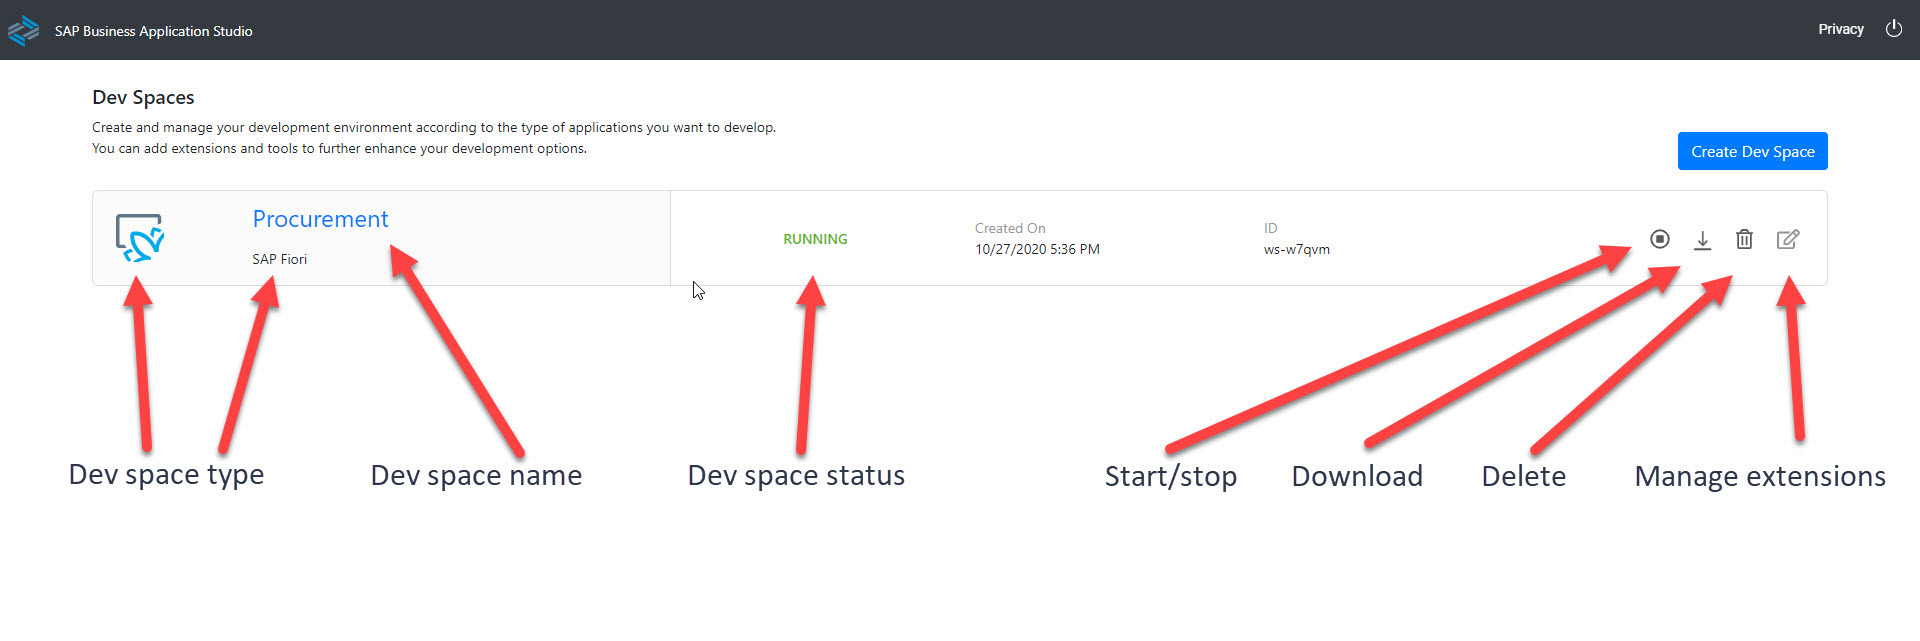 SAP Business Application Studio
Privacy
Dev Spaces
Create and manage your development environment according to the type of applications you want to develop.
You can add extensions and tools to further enhance your development options.
Create Dev Space
Procurement
SAP Fiori
RUNNING
Created On
10/27/2020 5:36 PM
ID
ws-w7qvm
Dev space type
Dev space name
Dev space status
Start/stop
Download
Delete
Manage extensions